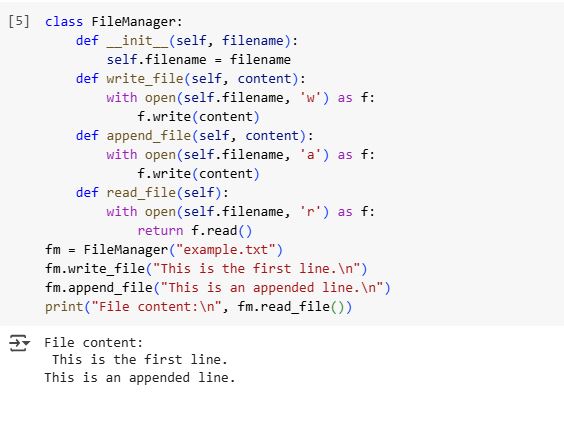 [5] class FileManager:
    def __init__(self, filename):
        self.filename = filename
    def write_file(self, content):
        with open(self.filename, 'w') as f:
            f.write(content)
    def append_file(self, content):
        with open(self.filename, 'a') as f:
            f.write(content)
    def read_file(self):
        with open(self.filename, 'r') as f:
            return f.read()
fm = FileManager("example.txt")
fm.write_file("This is the first line.\n")
fm.append_file("This is an appended line.\n")
print("File content:\n", fm.read_file())
File content:
 This is the first line.
This is an appended line.